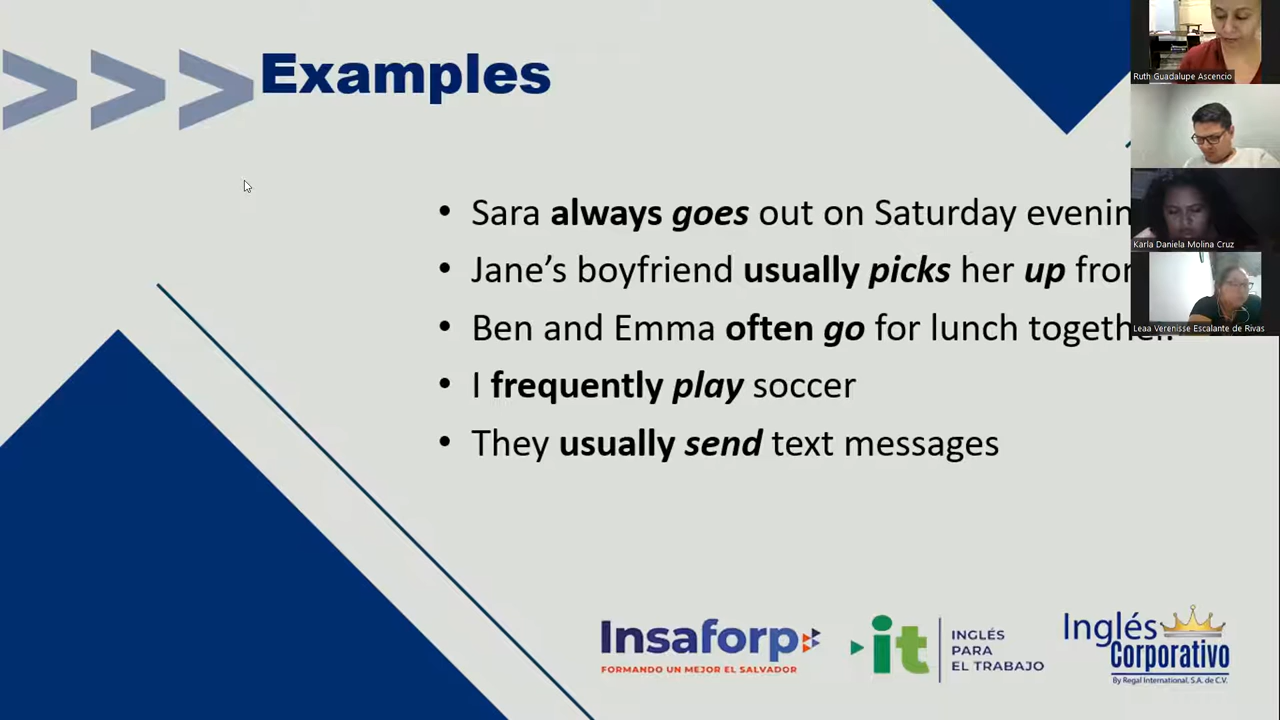 >>> Examples
• Sara always goes out on Saturday
• Jane's boyfriend usually picks her up
• Ben and Emma often go for lunch
• I frequently play soccer
• They usually send text messages
Ruth Guadalupe Ascencio
Karla Daniela Molina Cruz
Leaa Verenisse Escalante de Rivas
Insaforp
FORMANDO UN MEJOR EL SALVADOR
it
INGLÉS
PARA
EL TRABAJO
Inglés
Corporativo
By Regal International, S.A. de C.V.